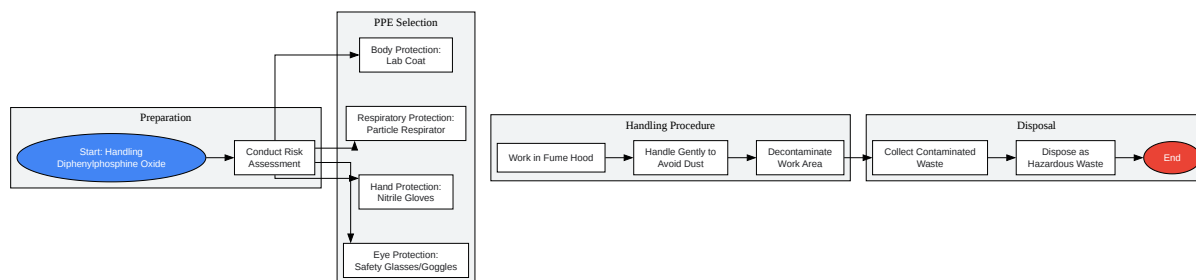 Preparation
Start: Handling
Diphenylphosphine Oxide
Conduct Risk
Assessment
PPE Selection
Body Protection:
Lab Coat
Respiratory Protection:
Particle Respirator
Hand Protection:
Nitrile Gloves
Eye Protection:
Safety Glasses/Goggles
Handling Procedure
Work in Fume Hood
Handle Gently to
Avoid Dust
Decontaminate
Work Area
Disposal
Collect Contaminated
Waste
Dispose as
Hazardous Waste
End